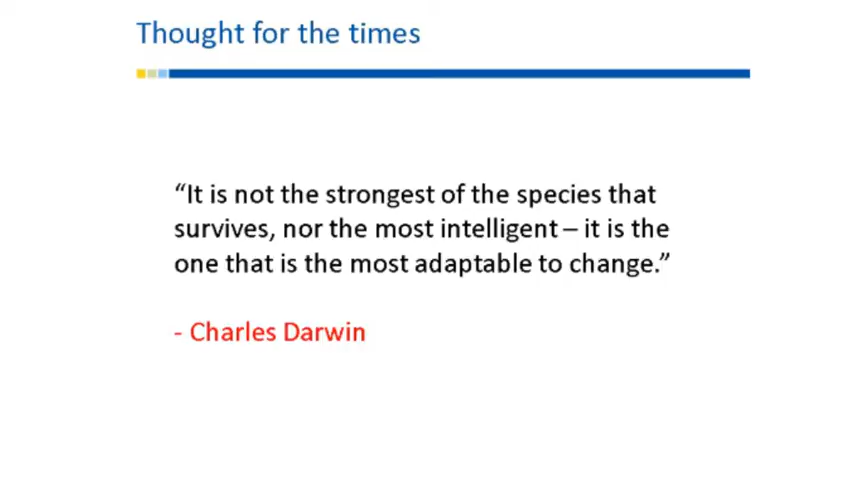 Thought for the times
“It is not the strongest of the species that
survives, nor the most intelligent – it is the
one that is the most adaptable to change.”
- Charles Darwin